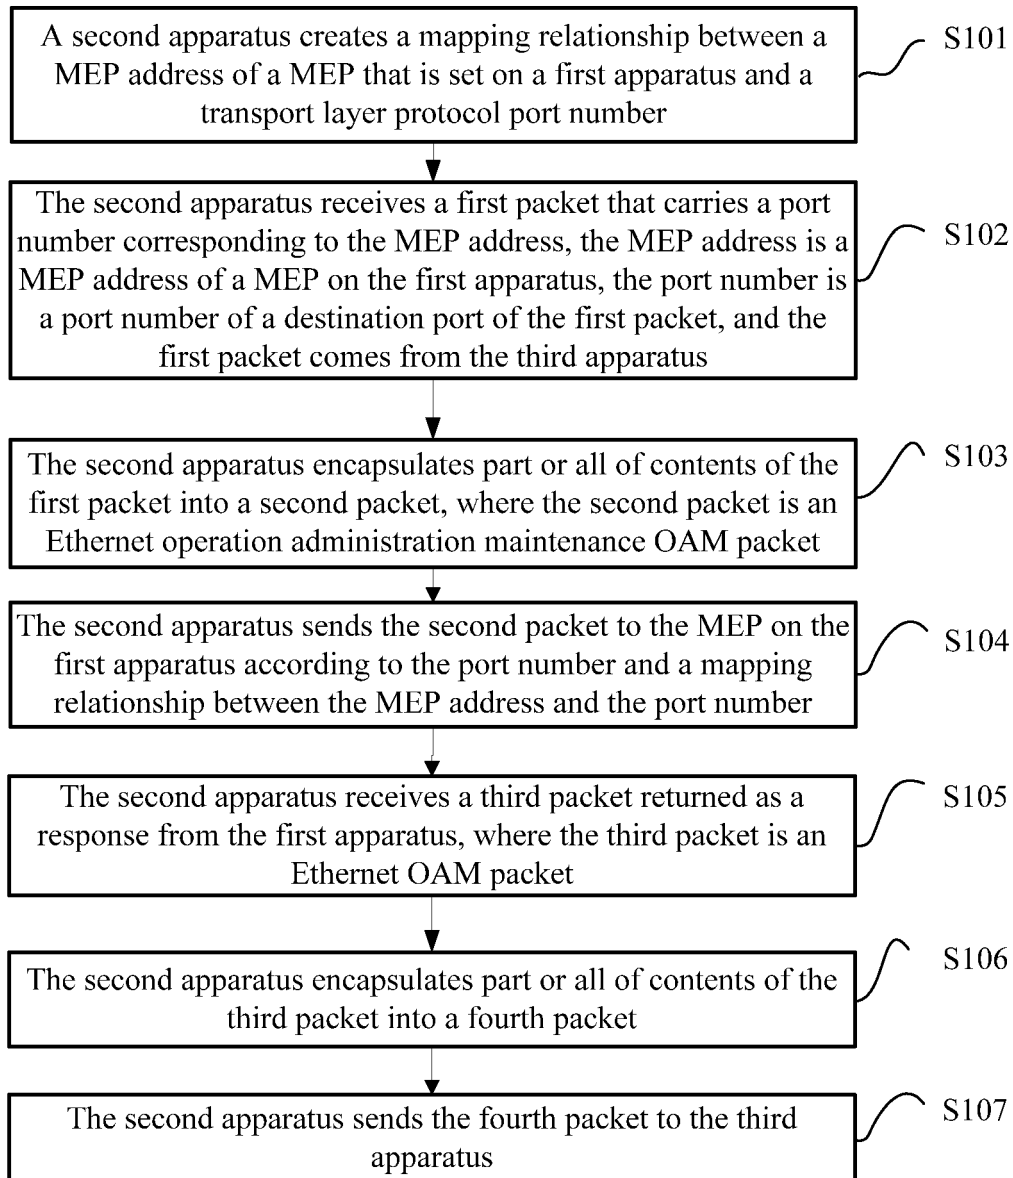 A second apparatus creates a mapping relationship between a
MEP address of a MEP that is set on a first apparatus and a
transport layer protocol port number
S101
The second apparatus receives a first packet that carries a port
number corresponding to the MEP address, the MEP address is a
MEP address of a MEP on the first apparatus, the port number is
a port number of a destination port of the first packet, and the
first packet comes from the third apparatus
S102
The second apparatus encapsulates part or all of contents of the
first packet into a second packet, where the second packet is an
Ethernet operation administration maintenance OAM packet
S103
The second apparatus sends the second packet to the MEP on the
first apparatus according to the port number and a mapping
relationship between the MEP address and the port number
S104
The second apparatus receives a third packet returned as a
response from the first apparatus, where the third packet is an
Ethernet OAM packet
S105
The second apparatus encapsulates part or all of contents of the
third packet into a fourth packet
S106
The second apparatus sends the fourth packet to the third
apparatus
S107